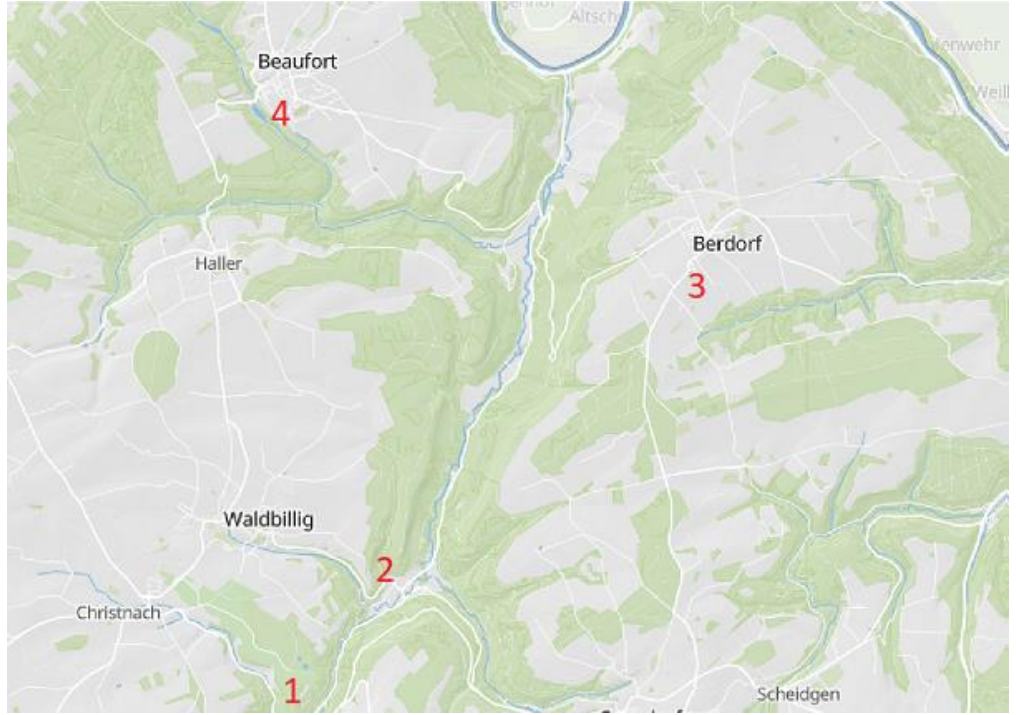 Beaufort
4
Berdorf
Haller
3
Waldbillig
2
Christnach
1
Scheidgen